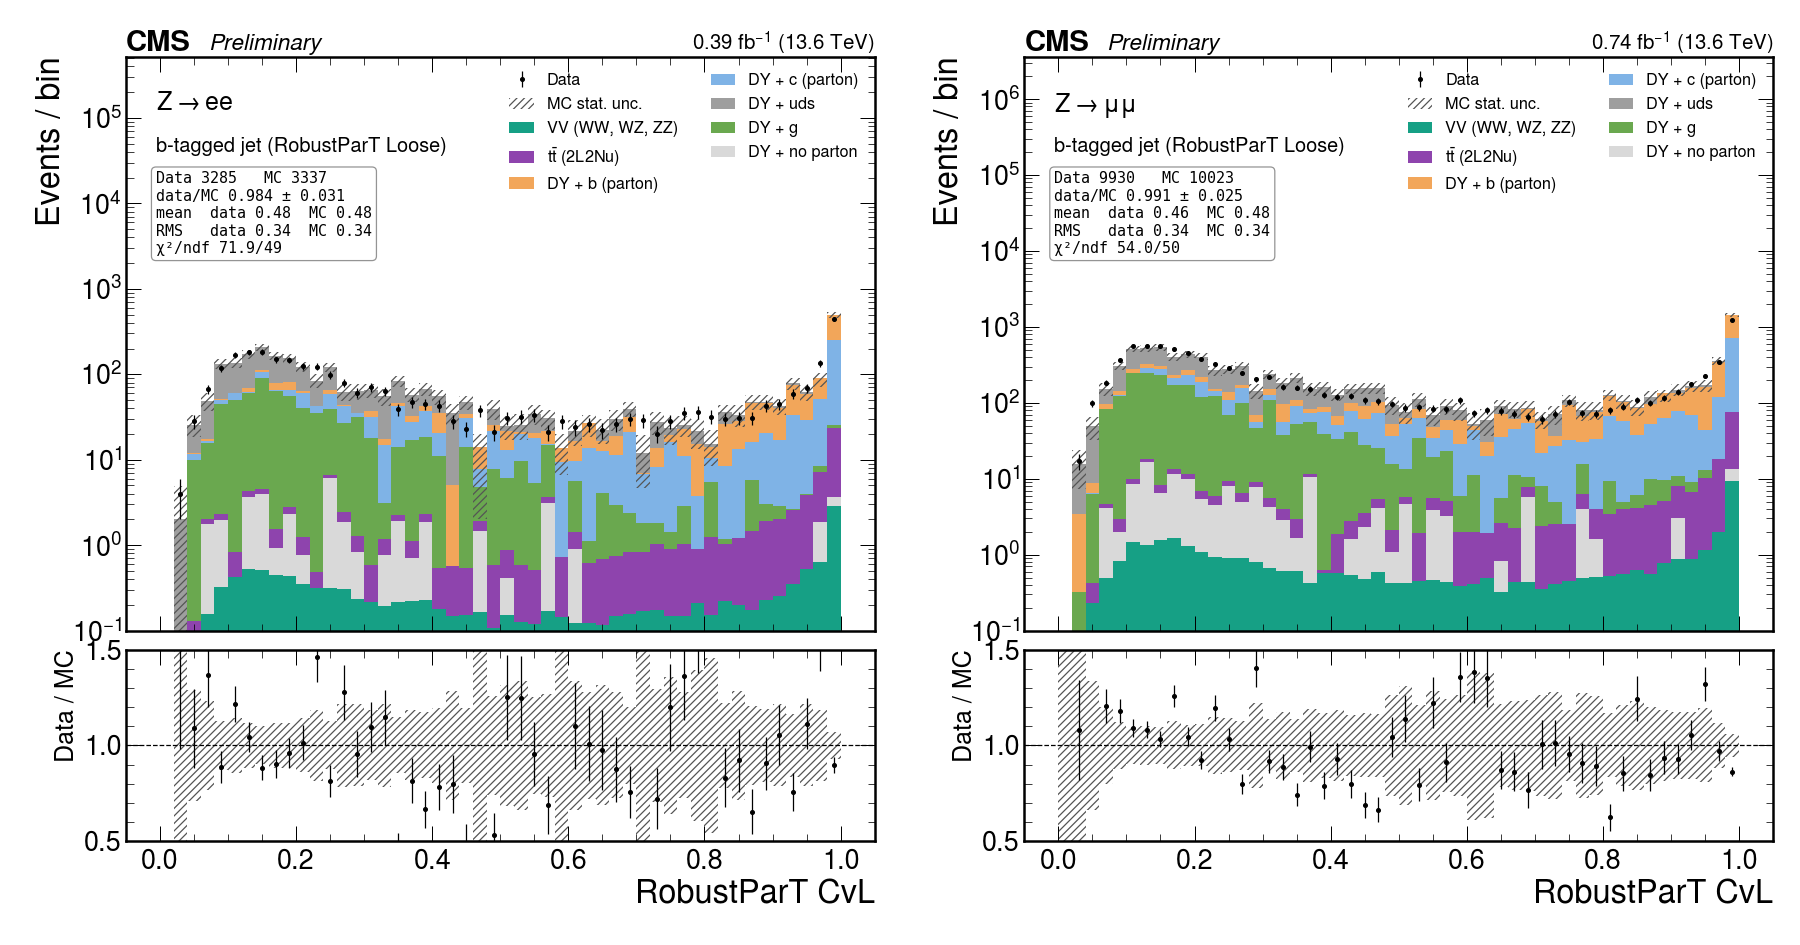 CMS Preliminary 0.39 fb⁻¹ (13.6 TeV)
Events / bin
Z → ee
b-tagged jet (RobustParT Loose)
Data 3285 MC 3337
data/MC 0.984 ± 0.031
mean data 0.48 MC 0.48
RMS data 0.34 MC 0.34
χ²/ndf 71.9/49
Data
MC stat. unc.
VV (WW, WZ, ZZ)
tt̄ (2L2Nu)
DY + b (parton)
DY + c (parton)
DY + uds
DY + g
DY + no parton
10⁵
10⁴
10³
10²
10¹
10⁰
10⁻¹
Data / MC
1.5
1.0
0.5
0.0 0.2 0.4 0.6 0.8 1.0
RobustParT CvL
CMS Preliminary 0.74 fb⁻¹ (13.6 TeV)
Events / bin
Z → μμ
b-tagged jet (RobustParT Loose)
Data 9930 MC 10023
data/MC 0.991 ± 0.025
mean data 0.46 MC 0.48
RMS data 0.34 MC 0.34
χ²/ndf 54.0/50
Data
MC stat. unc.
VV (WW, WZ, ZZ)
tt̄ (2L2Nu)
DY + b (parton)
DY + c (parton)
DY + uds
DY + g
DY + no parton
10⁶
10⁵
10⁴
10³
10²
10¹
10⁰
10⁻¹
Data / MC
1.5
1.0
0.5
0.0 0.2 0.4 0.6 0.8 1.0
RobustParT CvL